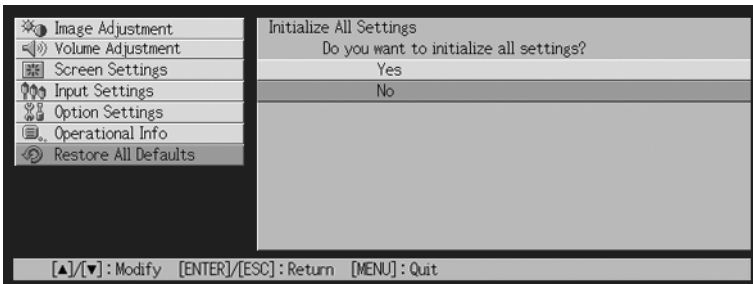 Image Adjustment
Volume Adjustment
Screen Settings
Input Settings
Option Settings
Operational Info
Restore All Defaults
Initialize All Settings
Do you want to initialize all settings?
Yes
No
[▲]/[▼]:Modify [ENTER]/[ESC]:Return [MENU]:Quit